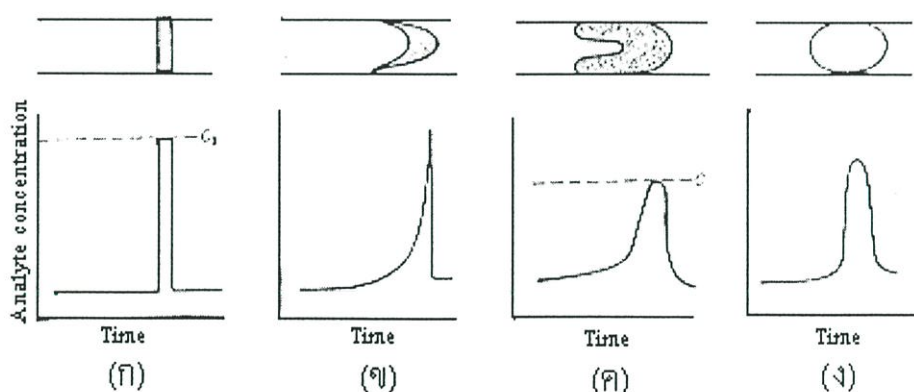 Analyte concentration
C₀
Time
Time
Time
Time
(ก)
(ข)
(ค)
(ง)